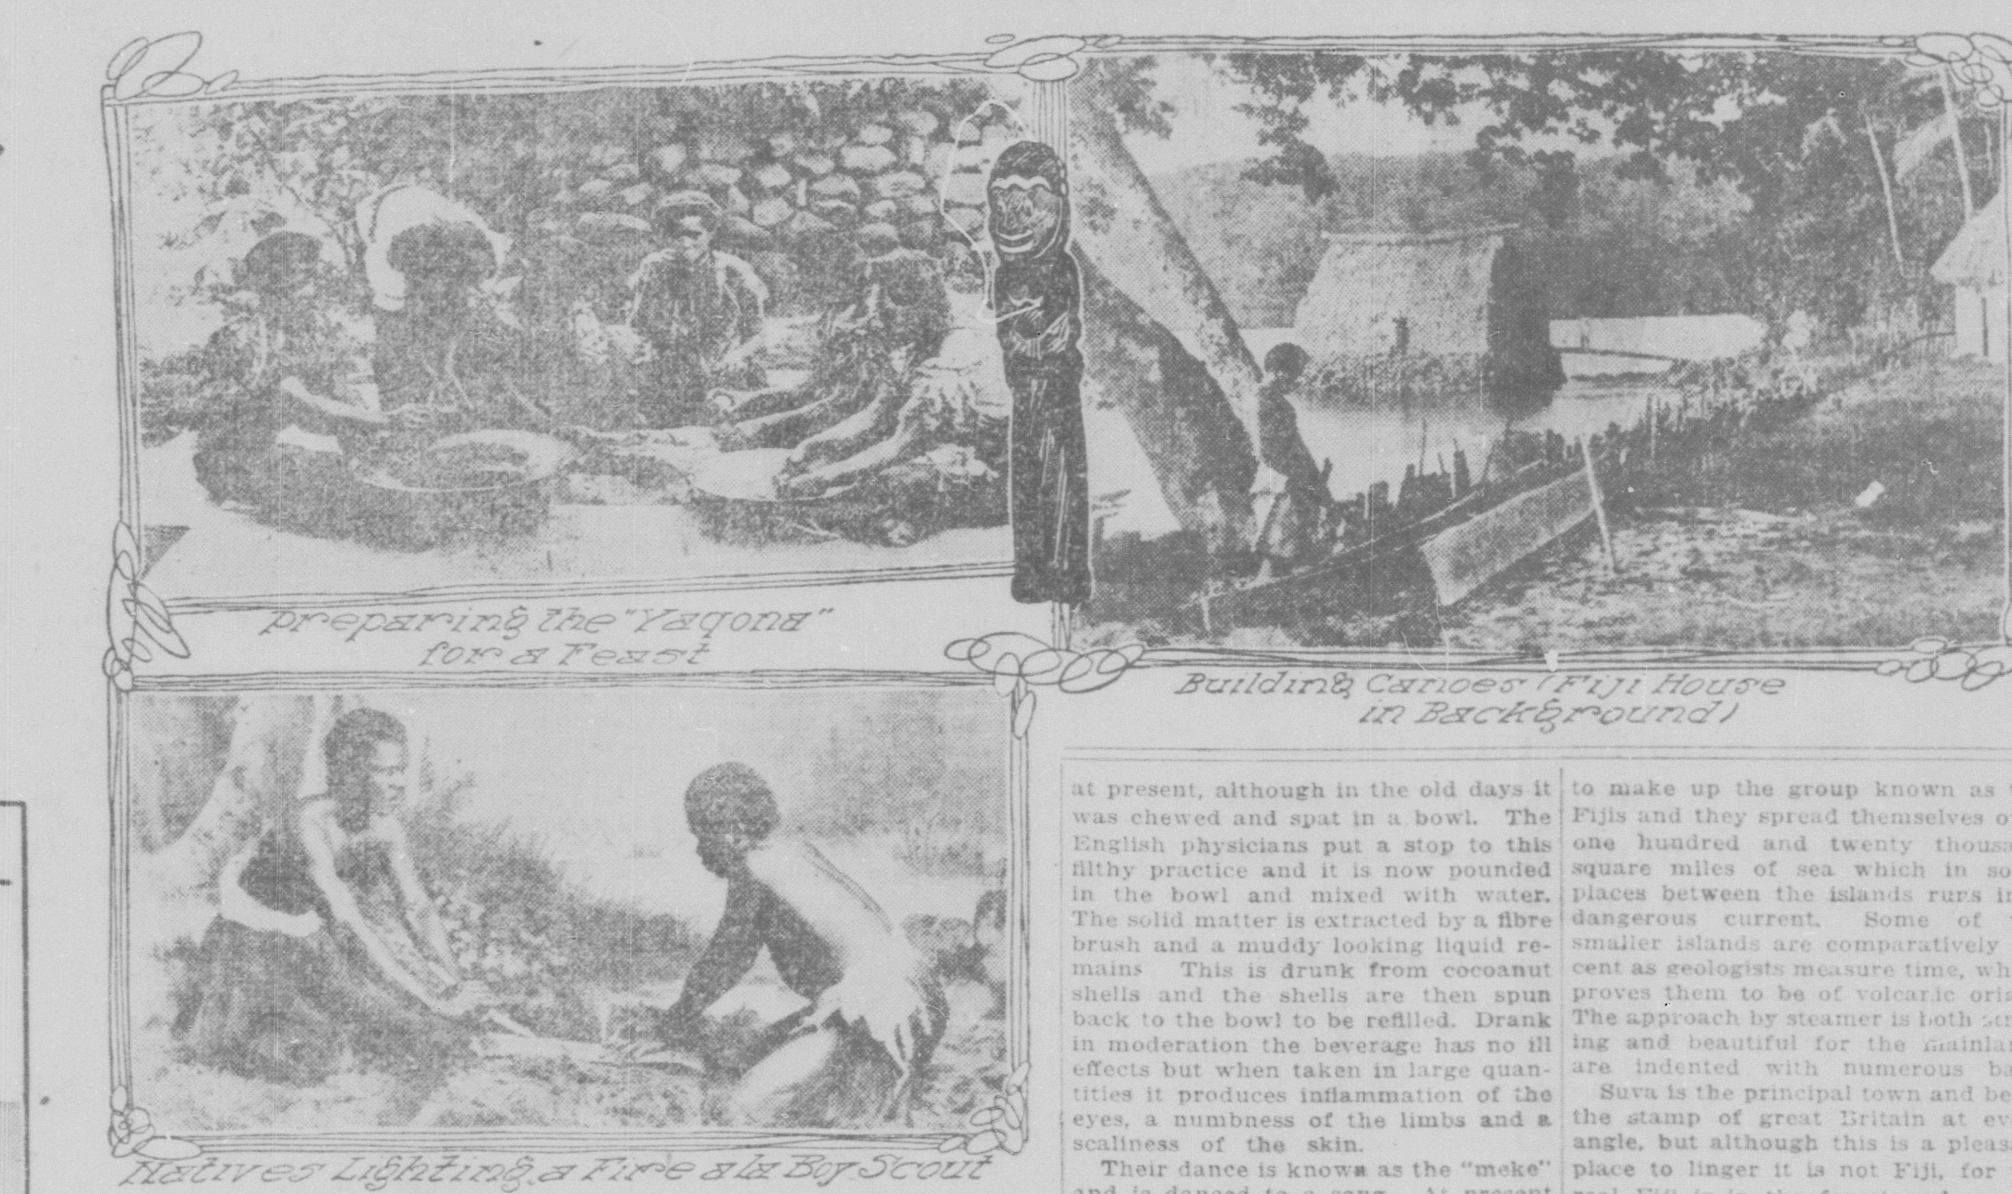 Preparing the "Yaqona"
for a Feast
Building Canoes (Fiji House
in Background)
Natives Lighting a Fire a la Boy Scout
at present, although in the old days it
was chewed and spat in a bowl. The
English physicians put a stop to this
filthy practice and it is now pounded
in the bowl and mixed with water.
The solid matter is extracted by a fibre
brush and a muddy looking liquid re-
mains This is drunk from cocoanut
shells and the shells are then spun
back to the bowl to be refilled. Drank
in moderation the beverage has no ill
effects but when taken in large quan-
tities it produces inflammation of the
eyes, a numbness of the limbs and a
scaliness of the skin.
Their dance is known as the "meke"
and is danced to a song. At present
to make up the group known as
Fijis and they spread themselves
one hundred and twenty
square miles of sea which in
places between the islands runs
dangerous current. Some of
smaller islands are comparatively
cent as geologists measure time,
proves them to be of volcanic
The approach by steamer is both
ing and beautiful for the
are indented with numerous
Suva is the principal town and
the stamp of great Britain at
angle, but although this is a
place to linger it is not Fiji, for